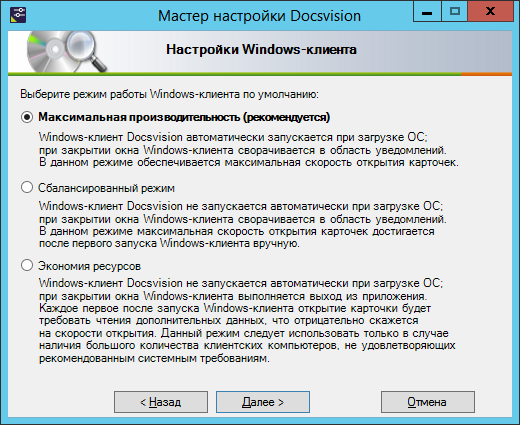 Мастер настройки Docsvision
Настройки Windows-клиента
Выберите режим работы Windows-клиента по умолчанию:
Максимальная производительность (рекомендуется)
Windows-клиент Docsvision автоматически запускается при загрузке ОС;
при закрытии окна Windows-клиента сворачивается в область уведомлений.
В данном режиме обеспечивается максимальная скорость открытия карточек.
Сбалансированный режим
Windows-клиент Docsvision не запускается автоматически при загрузке ОС;
при закрытии окна Windows-клиента сворачивается в область уведомлений.
В данном режиме максимальная скорость открытия карточек достигается
после первого запуска Windows-клиента вручную.
Экономия ресурсов
Windows-клиент Docsvision не запускается автоматически при загрузке ОС;
при закрытии окна Windows-клиента выполняется выход из приложения.
Каждое первое после запуска Windows-клиента открытие карточки будет
требовать чтения дополнительных данных, что отрицательно скажется
на скорости открытия. Данный режим следует использовать только в случае
наличия большого количества клиентских компьютеров, не удовлетворяющих
рекомендованным системным требованиям.
< Назад
Далее >
Отмена